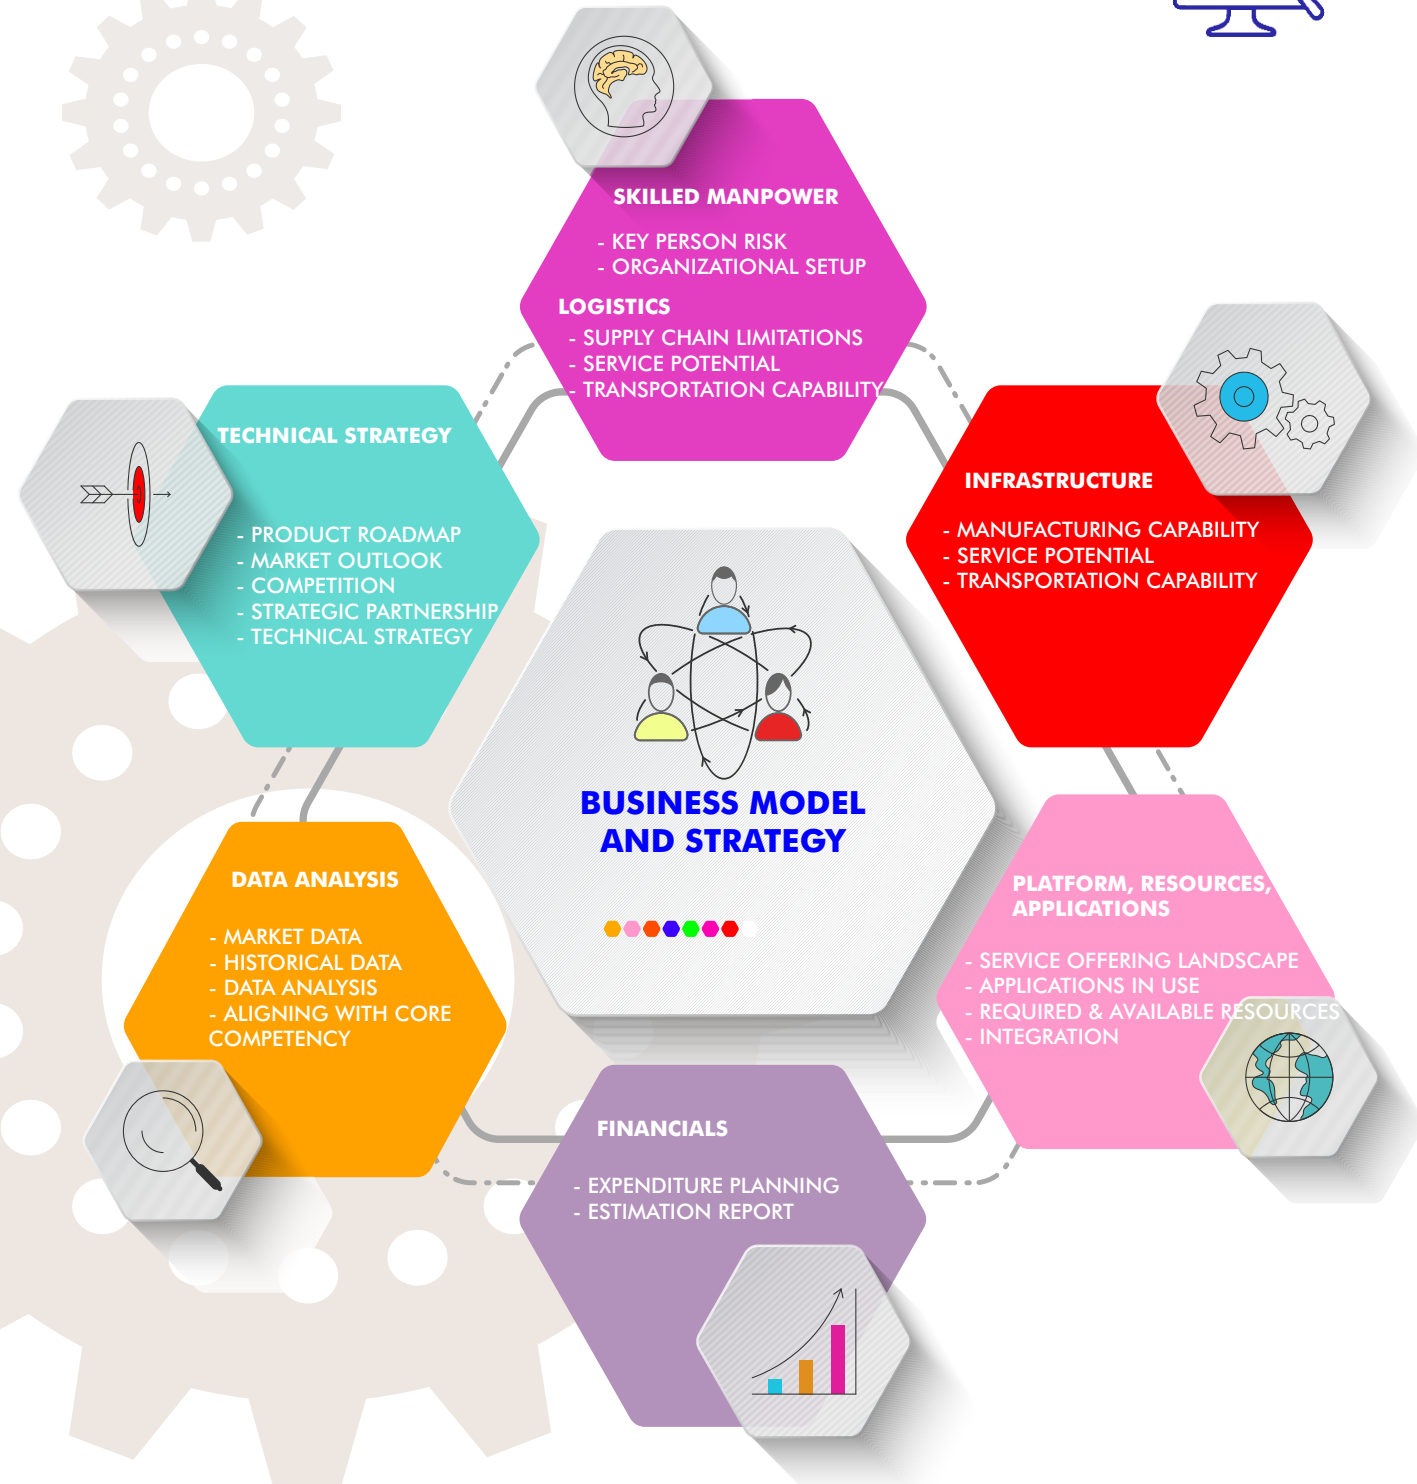 SKILLED MANPOWER
- KEY PERSON RISK
- ORGANIZATIONAL SETUP
LOGISTICS
- SUPPLY CHAIN LIMITATIONS
- SERVICE POTENTIAL
- TRANSPORTATION CAPABILITY
TECHNICAL STRATEGY
- PRODUCT ROADMAP
- MARKET OUTLOOK
- COMPETITION
- STRATEGIC PARTNERSHIP
- TECHNICAL STRATEGY
INFRASTRUCTURE
- MANUFACTURING CAPABILITY
- SERVICE POTENTIAL
- TRANSPORTATION CAPABILITY
BUSINESS MODEL
AND STRATEGY
DATA ANALYSIS
- MARKET DATA
- HISTORICAL DATA
- DATA ANALYSIS
- ALIGNING WITH CORE
COMPETENCY
PLATFORM, RESOURCES,
APPLICATIONS
- SERVICE OFFERING LANDSCAPE
- APPLICATIONS IN USE
- REQUIRED & AVAILABLE RESOURCES
- INTEGRATION
FINANCIALS
- EXPENDITURE PLANNING
- ESTIMATION REPORT